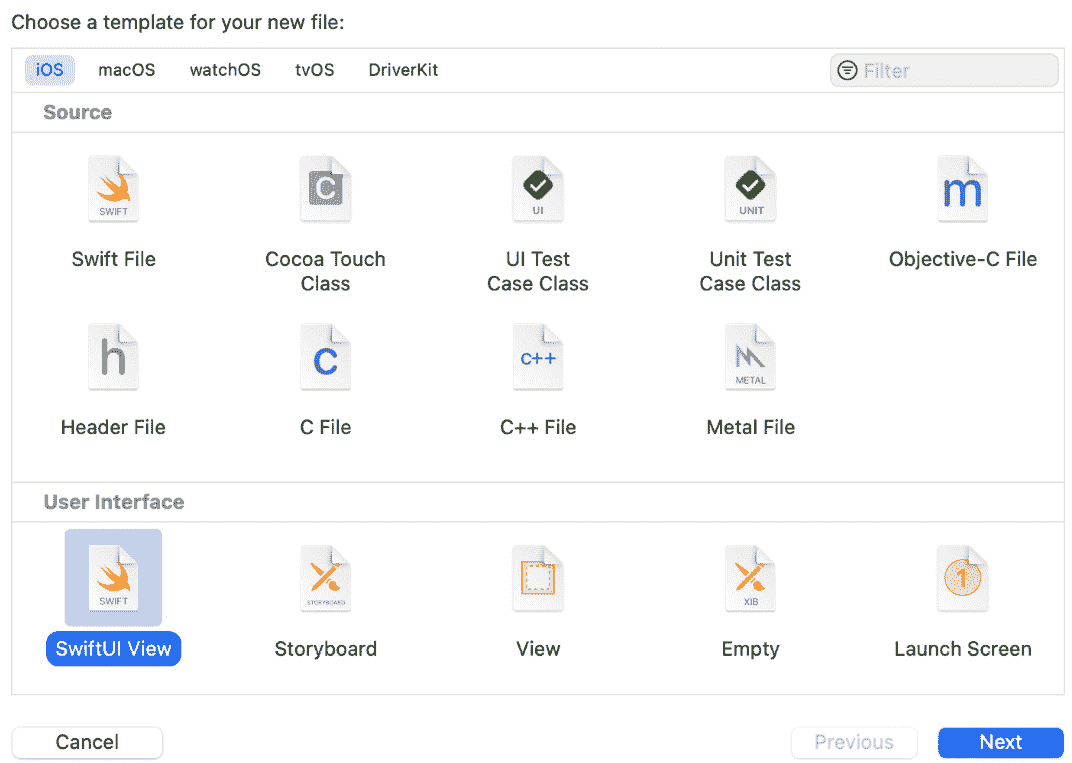 Choose a template for your new file:
iOS macOS watchOS tvOS DriverKit Filter
Source
SWIFT C UI UNIT m
Swift File Cocoa Touch Class UI Test Case Class Unit Test Case Class Objective-C File
h C C++ METAL
Header File C File C++ File Metal File
User Interface
SWIFT STORYBOARD XIB 1
SwiftUI View Storyboard View Empty Launch Screen
Cancel Previous Next